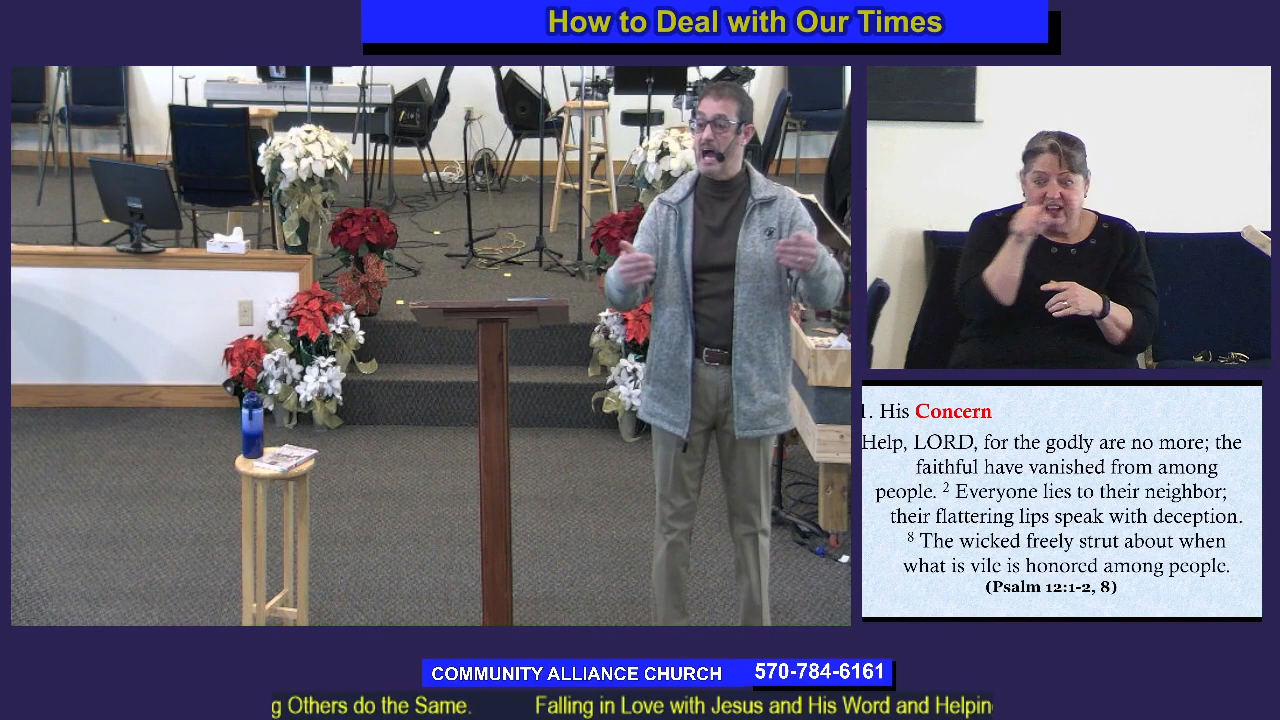 How to Deal with Our Times
1. His Concern
Help, LORD, for the godly are no more; the
faithful have vanished from among
people. ² Everyone lies to their neighbor;
their flattering lips speak with deception.
⁸ The wicked freely strut about when
what is vile is honored among people.
(Psalm 12:1-2, 8)
COMMUNITY ALLIANCE CHURCH 570-784-6161
g Others do the Same. Falling in Love with Jesus and His Word and Helpin